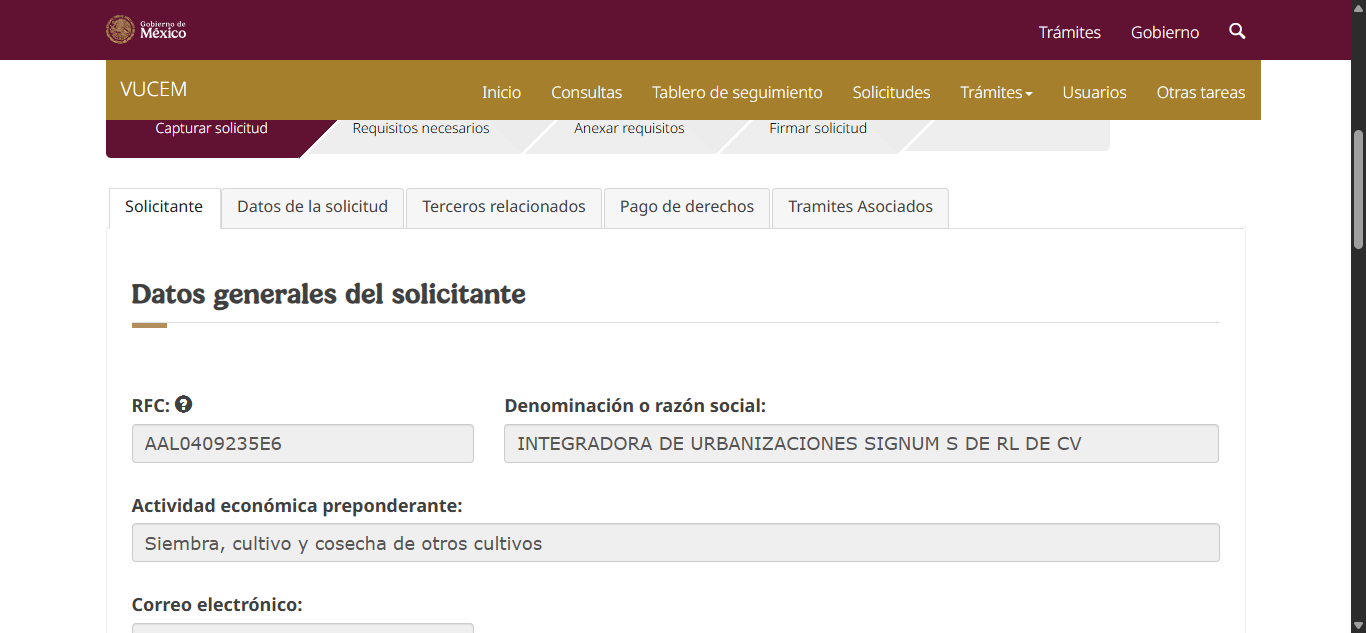 Gobierno de
México
Trámites Gobierno
VUCEM Inicio Consultas Tablero de seguimiento Solicitudes Trámites Usuarios Otras tareas
Capturar solicitud Requisitos necesarios Anexar requisitos Firmar solicitud
Solicitante Datos de la solicitud Terceros relacionados Pago de derechos Tramites Asociados
Datos generales del solicitante
RFC: ? Denominación o razón social:
AAL0409235E6 INTEGRADORA DE URBANIZACIONES SIGNUM S DE RL DE CV
Actividad económica preponderante:
Siembra, cultivo y cosecha de otros cultivos
Correo electrónico: